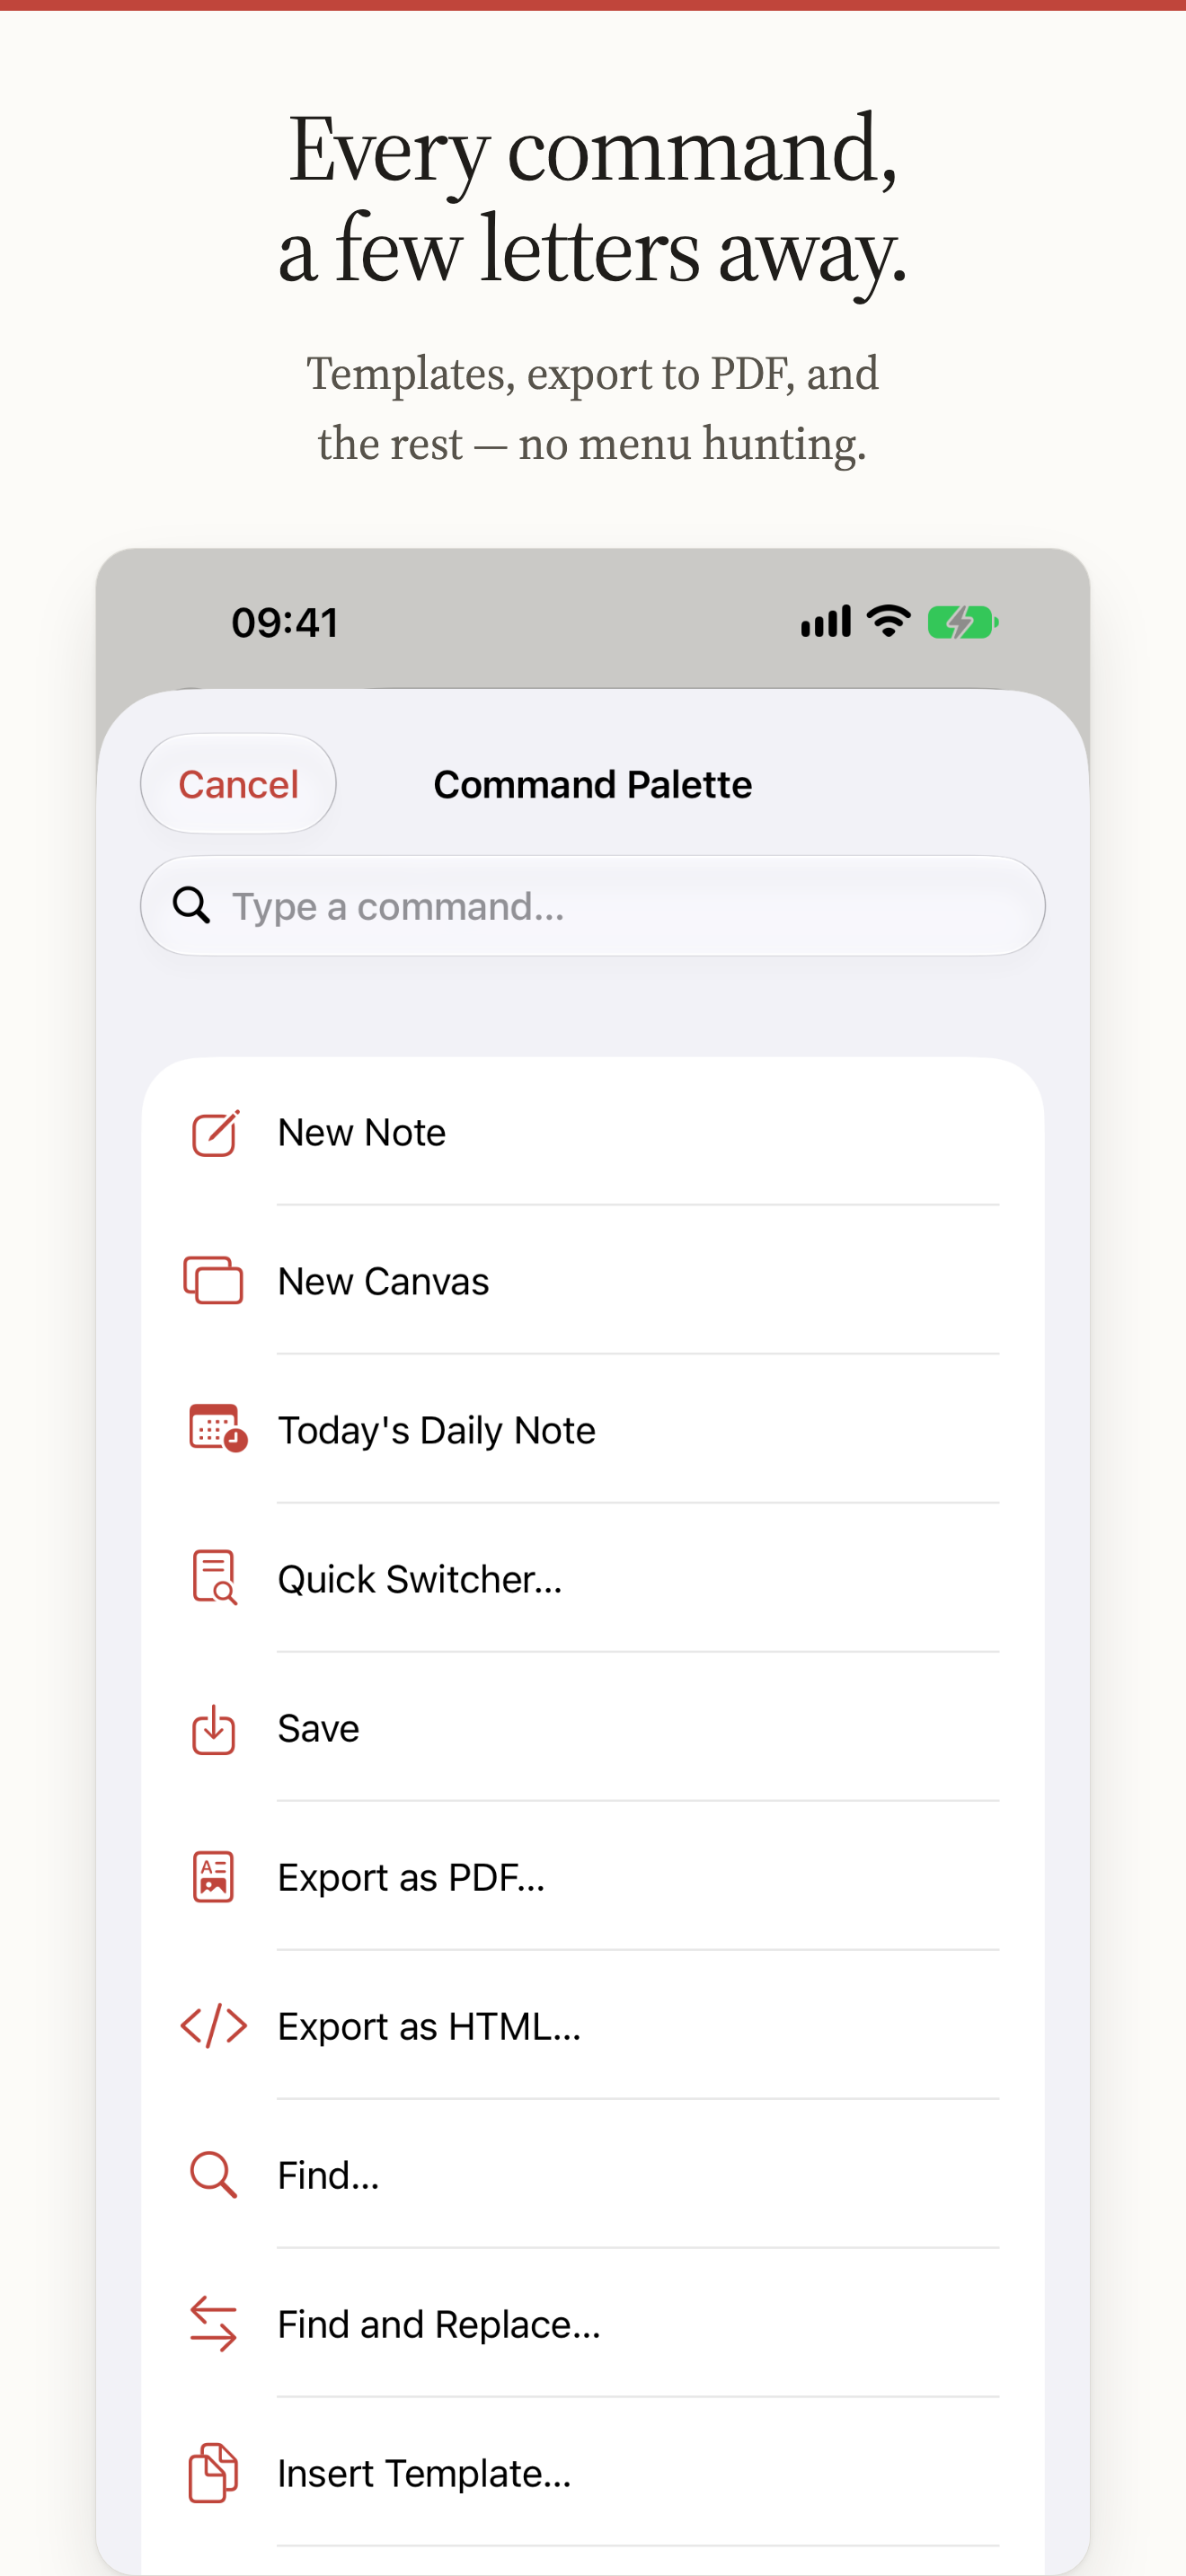 Every command,
a few letters away.
Templates, export to PDF, and
the rest — no menu hunting.
09:41
Cancel
Command Palette
Type a command...
New Note
New Canvas
Today's Daily Note
Quick Switcher...
Save
Export as PDF...
Export as HTML...
Find...
Find and Replace...
Insert Template...